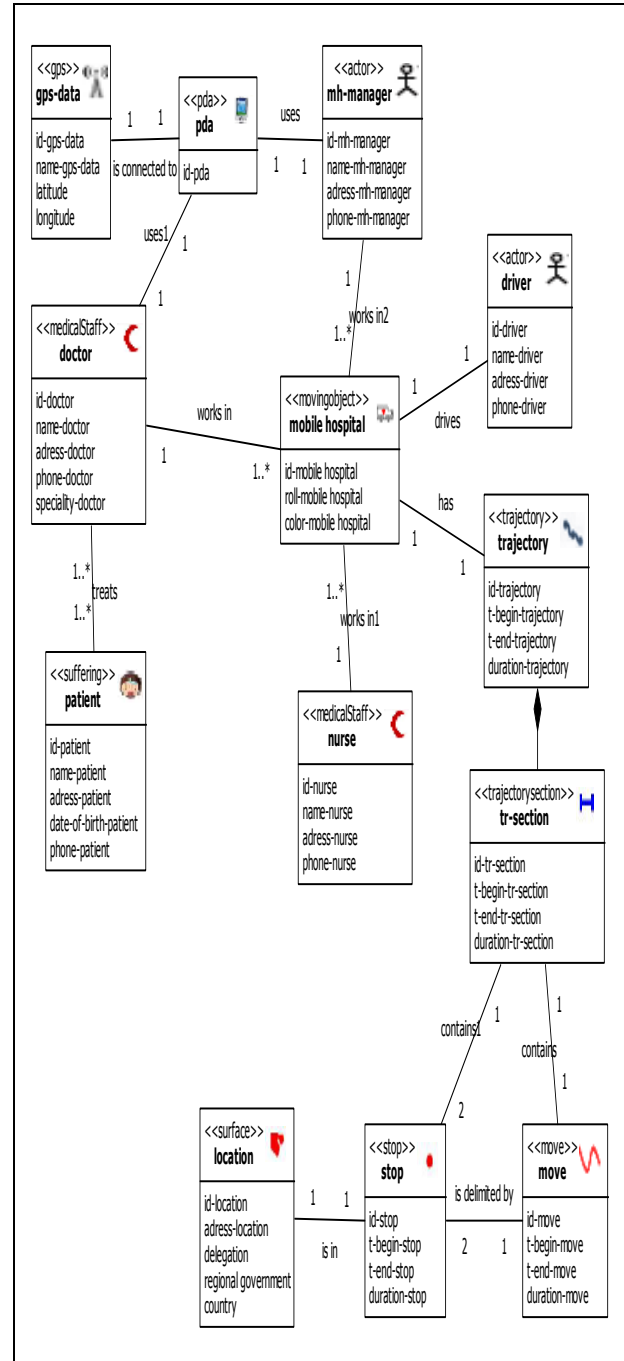 <<gps>>
gps-data
id-gps-data
name-gps-data
latitude
longitude
1
1
is connected to
<<pda>>
pda
id-pda
uses
1
1
<<actor>>
mh-manager
id-mh-manager
name-mh-manager
adress-mh-manager
phone-mh-manager
uses1
1
1
1
works in2
1..*
<<actor>>
driver
id-driver
name-driver
adress-driver
phone-driver
<<medicalStaff>>
doctor
id-doctor
name-doctor
adress-doctor
phone-doctor
speciality-doctor
works in
1
1..*
<<movingobject>>
mobile hospital
id-mobile hospital
roll-mobile hospital
color-mobile hospital
1
1
drives
has
1
1
<<trajectory>>
trajectory
id-trajectory
t-begin-trajectory
t-end-trajectory
duration-trajectory
1..*
treats
1..*
1..*
works in1
1
<<suffering>>
patient
id-patient
name-patient
adress-patient
date-of-birth-patient
phone-patient
<<medicalStaff>>
nurse
id-nurse
name-nurse
adress-nurse
phone-nurse
<<trajectorysection>>
tr-section
id-tr-section
t-begin-tr-section
t-end-tr-section
duration-tr-section
1
contains1
2
1
contains
1
<<surface>>
location
id-location
adress-location
delegation
regional government
country
1
1
is in
<<stop>>
stop
id-stop
t-begin-stop
t-end-stop
duration-stop
is delimited by
2
1
<<move>>
move
id-move
t-begin-move
t-end-move
duration-move